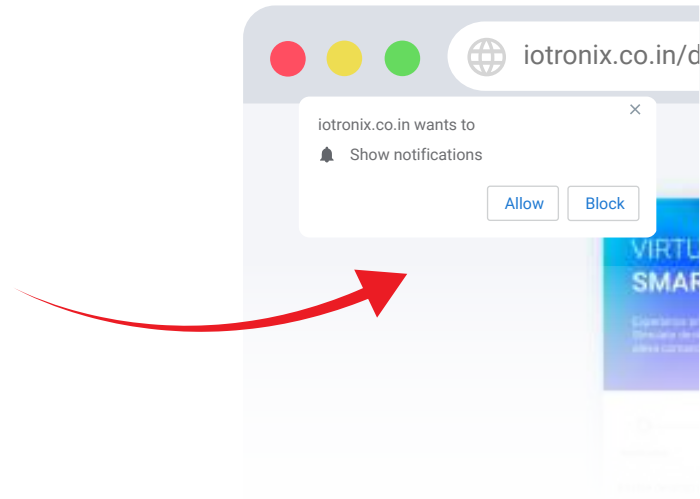 iotronix.co.in/d
iotronix.co.in wants to
Show notifications
Allow Block
VIRTU
SMAR